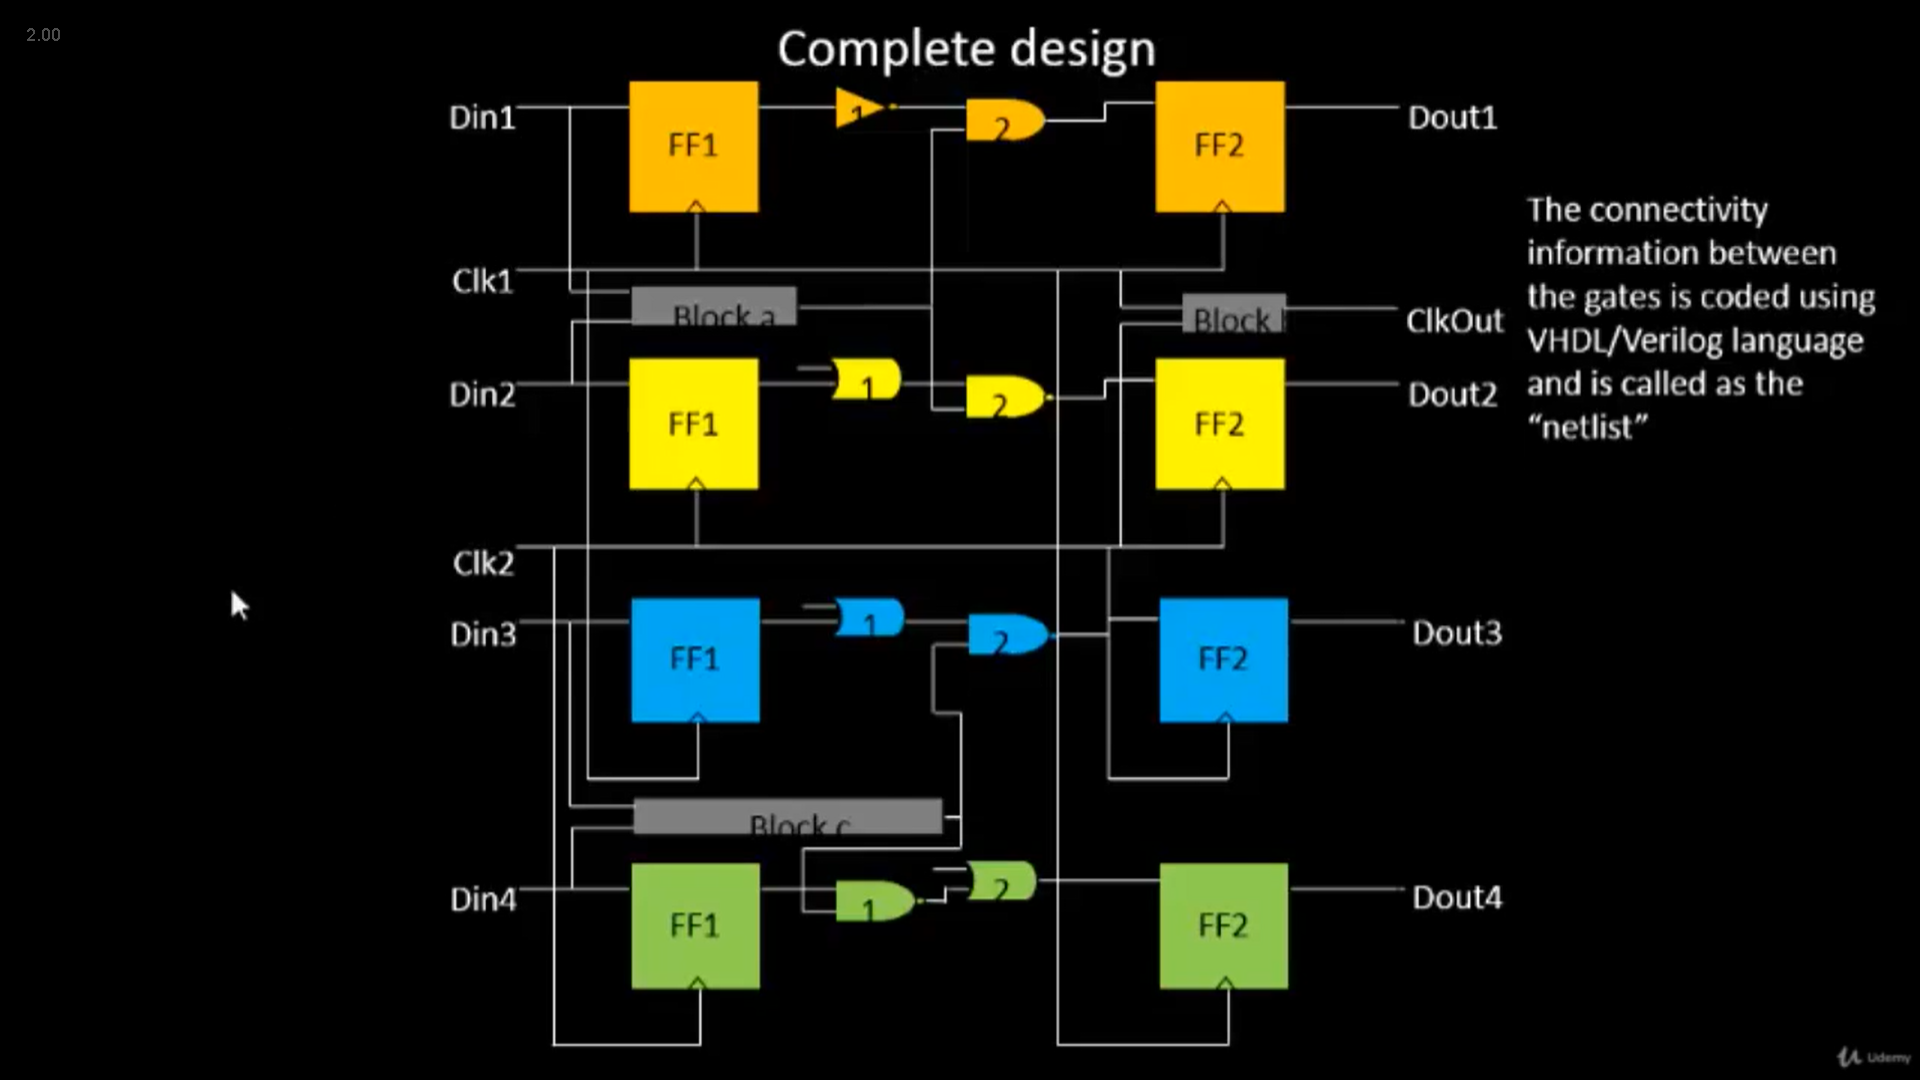 2.00
Complete design
Din1
FF1
1
2
FF2
Dout1
The connectivity
information between
the gates is coded using
VHDL/Verilog language
and is called as the
“netlist”
Clk1
Block a
Block
ClkOut
Din2
FF1
1
2
FF2
Dout2
Clk2
Din3
FF1
1
2
FF2
Dout3
Block c
Din4
FF1
1
2
FF2
Dout4
Udemy